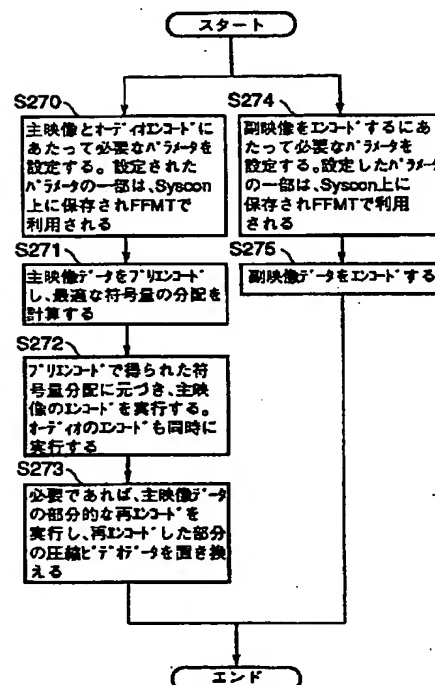 スタート
S270
主映像とオーディオエンコードに
あたって必要なパラメータを
設定する。設定された
パラメータの一部は、Syscon
上に保存されFFMTで
利用される
S271
主映像データをプリエンコード
し、最適な符号量の分配を
計算する
S272
プリエンコードで得られた符
号量分配に元づき、主映
像のエンコードを実行する。
オーディオのエンコードも同時に
実行する
S273
必要であれば、主映像データ
の部分的な再エンコードを
実行し、再エンコードした部分
の圧縮ビデオデータを置き換
える
S274
副映像をエンコードするにあ
たって必要なパラメータを
設定する。設定したパラメータ
の一部は、Syscon上に
保存されFFMTで利用
される
S275
副映像データをエンコードする
エンド